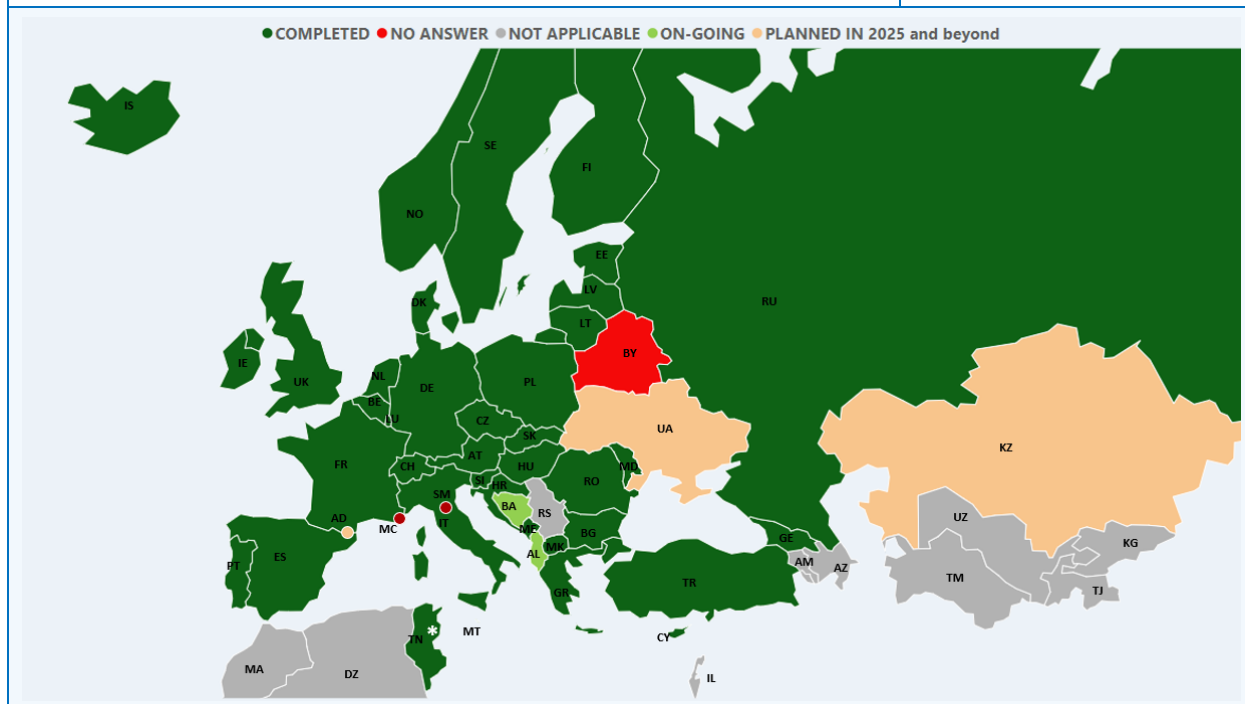 COMPLETED NO ANSWER NOT APPLICABLE ON-GOING PLANNED IN 2025 and beyond
IS
SE
FI
NO
EE
LV
RU
DK
LT
BY
IE
NL
UK
DE
PL
BE
LU
CZ
UA
SK
KZ
AT
FR
CH
HU
MD
SI
RO
HR
SM
BA
RS
UZ
AD
MC
IT
ME
BG
GE
KG
MK
AL
ES
PT
AM
AZ
TM
TR
TJ
GR
*
MT
CY
TN
MA
DZ
IL